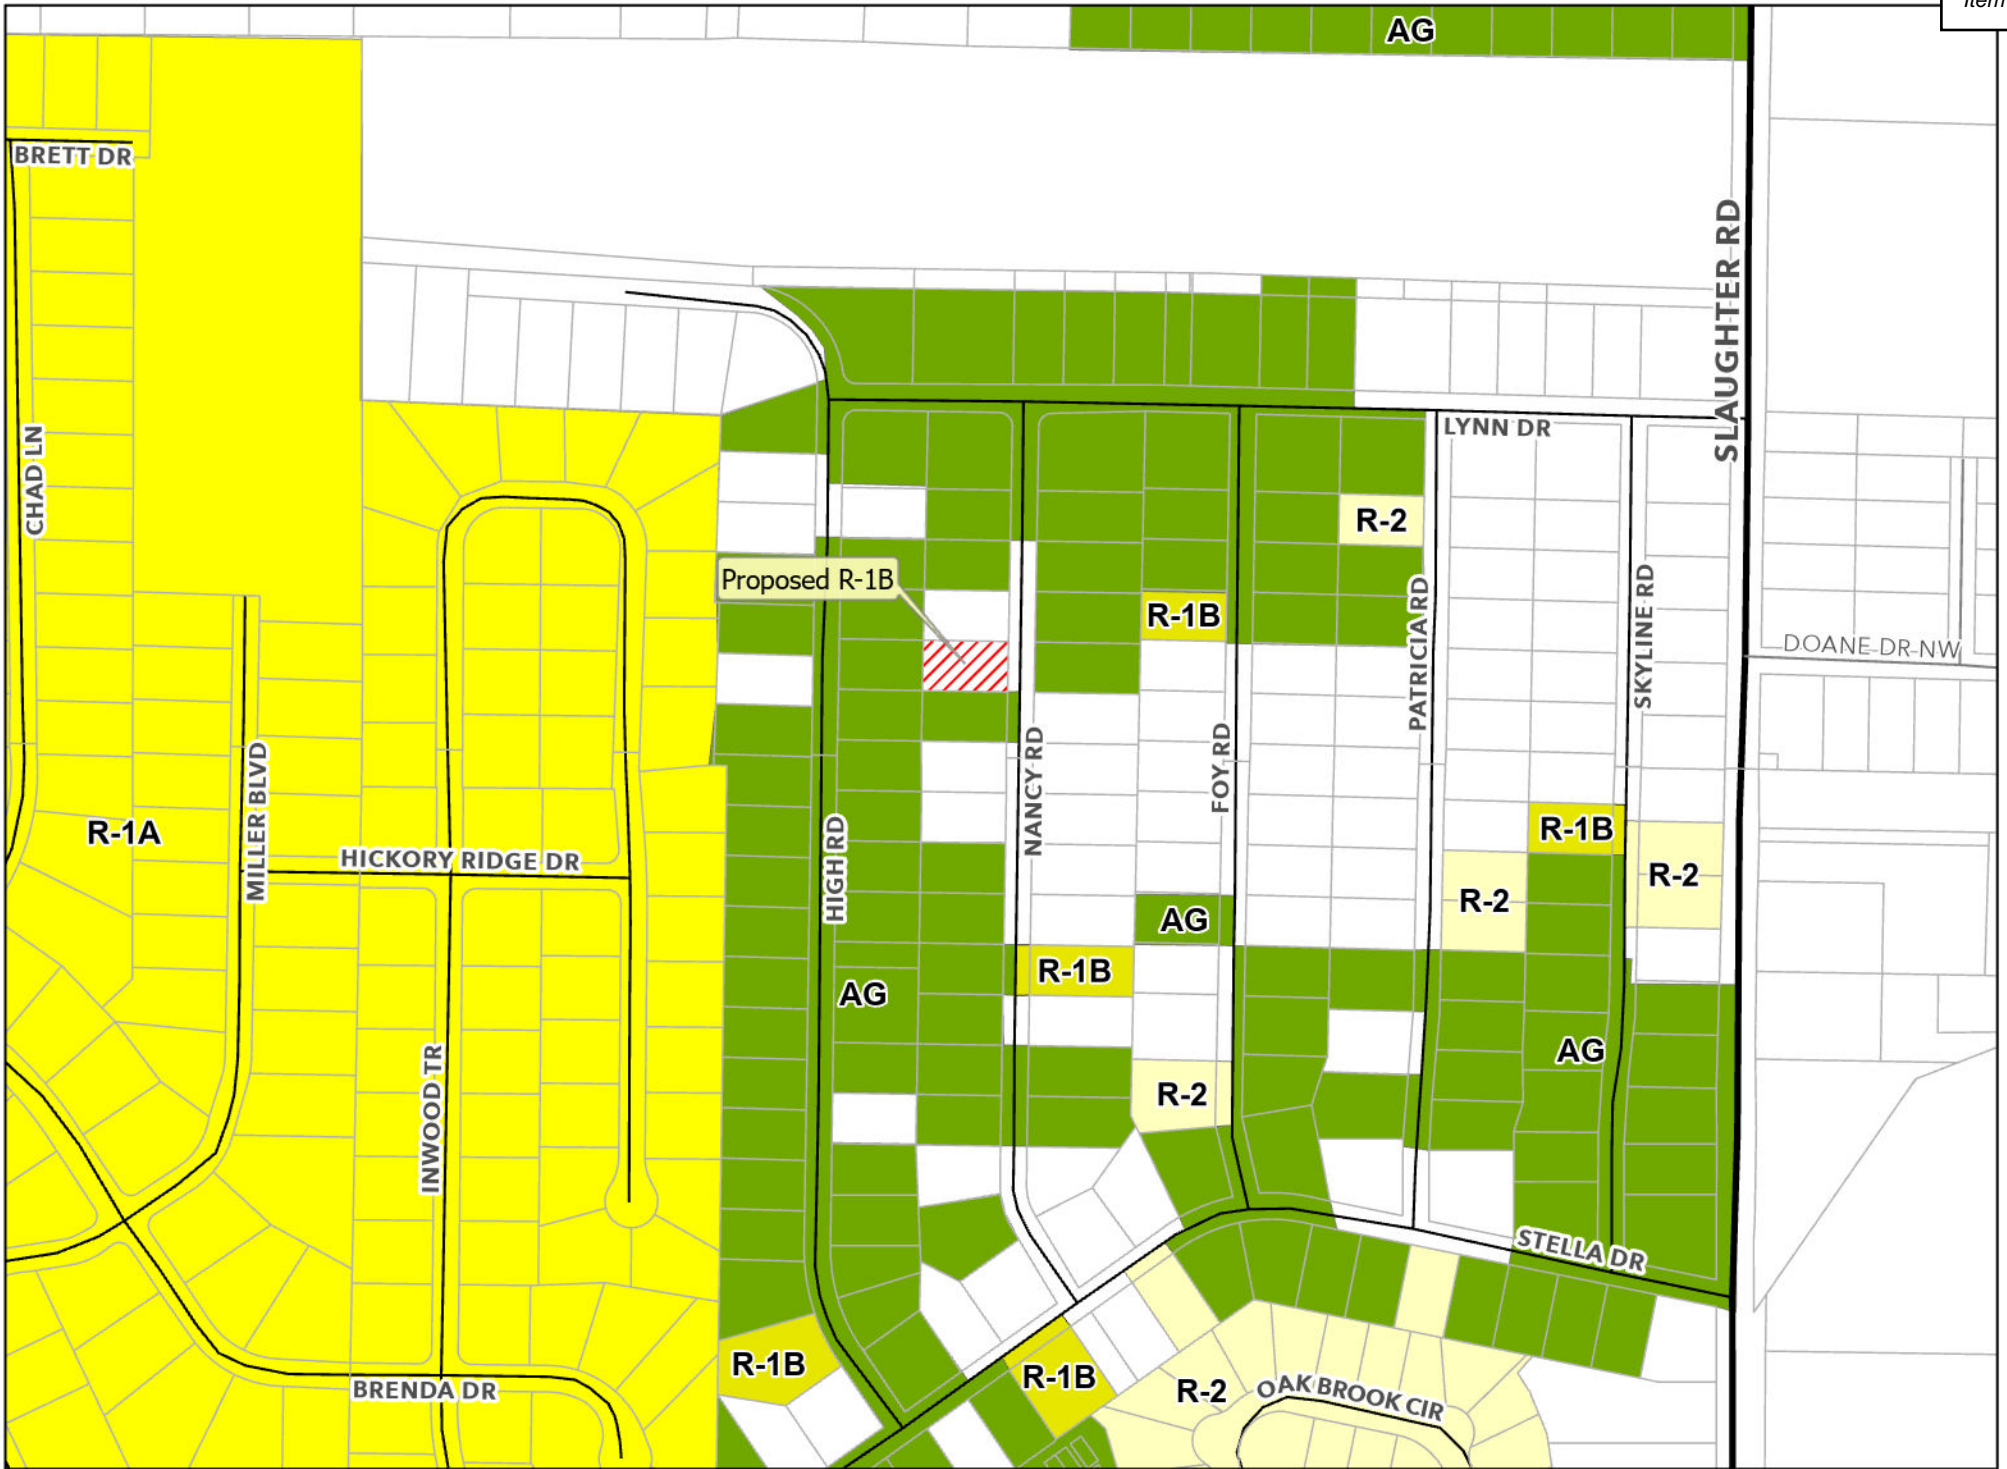 Item
AG
BRETT DR
SLAUGHTER RD
LYNN DR
CHAD LN
R-2
Proposed R-1B
R-1B
PATRICIA RD
SKYLINE RD
DOANE DR NW
NANCY RD
FOY RD
R-1A
MILLER BLVD
HICKORY RIDGE DR
HIGH RD
R-1B
R-2
R-2
AG
R-1B
AG
AG
INWOOD TR
R-2
STELLA DR
R-1B
R-1B
R-2
OAK BROOK CIR
BRENDA DR